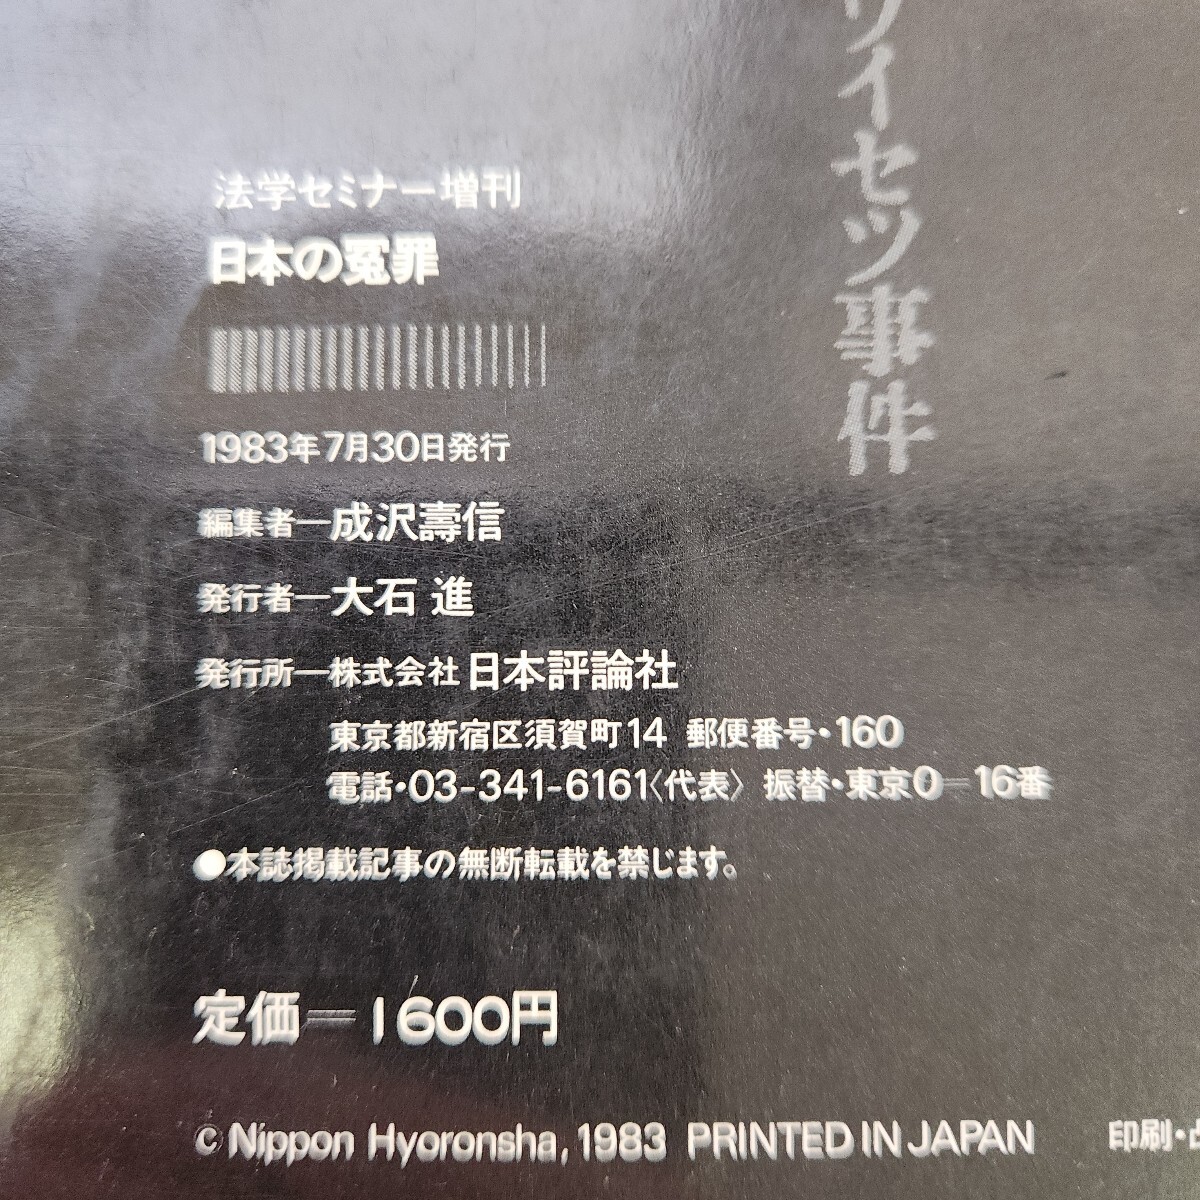 ワイセツ事件
法学セミナー増刊
日本の冤罪
1983年7月30日発行
編集者―成沢壽信
発行者―大石 進
発行所―株式会社 日本評論社
東京都新宿区須賀町14 郵便番号・160
電話・03-341-6161〈代表〉 振替・東京0―16番
●本誌掲載記事の無断転載を禁じます。
定価―1600円
© Nippon Hyoronsha, 1983 PRINTED IN JAPAN
印刷・